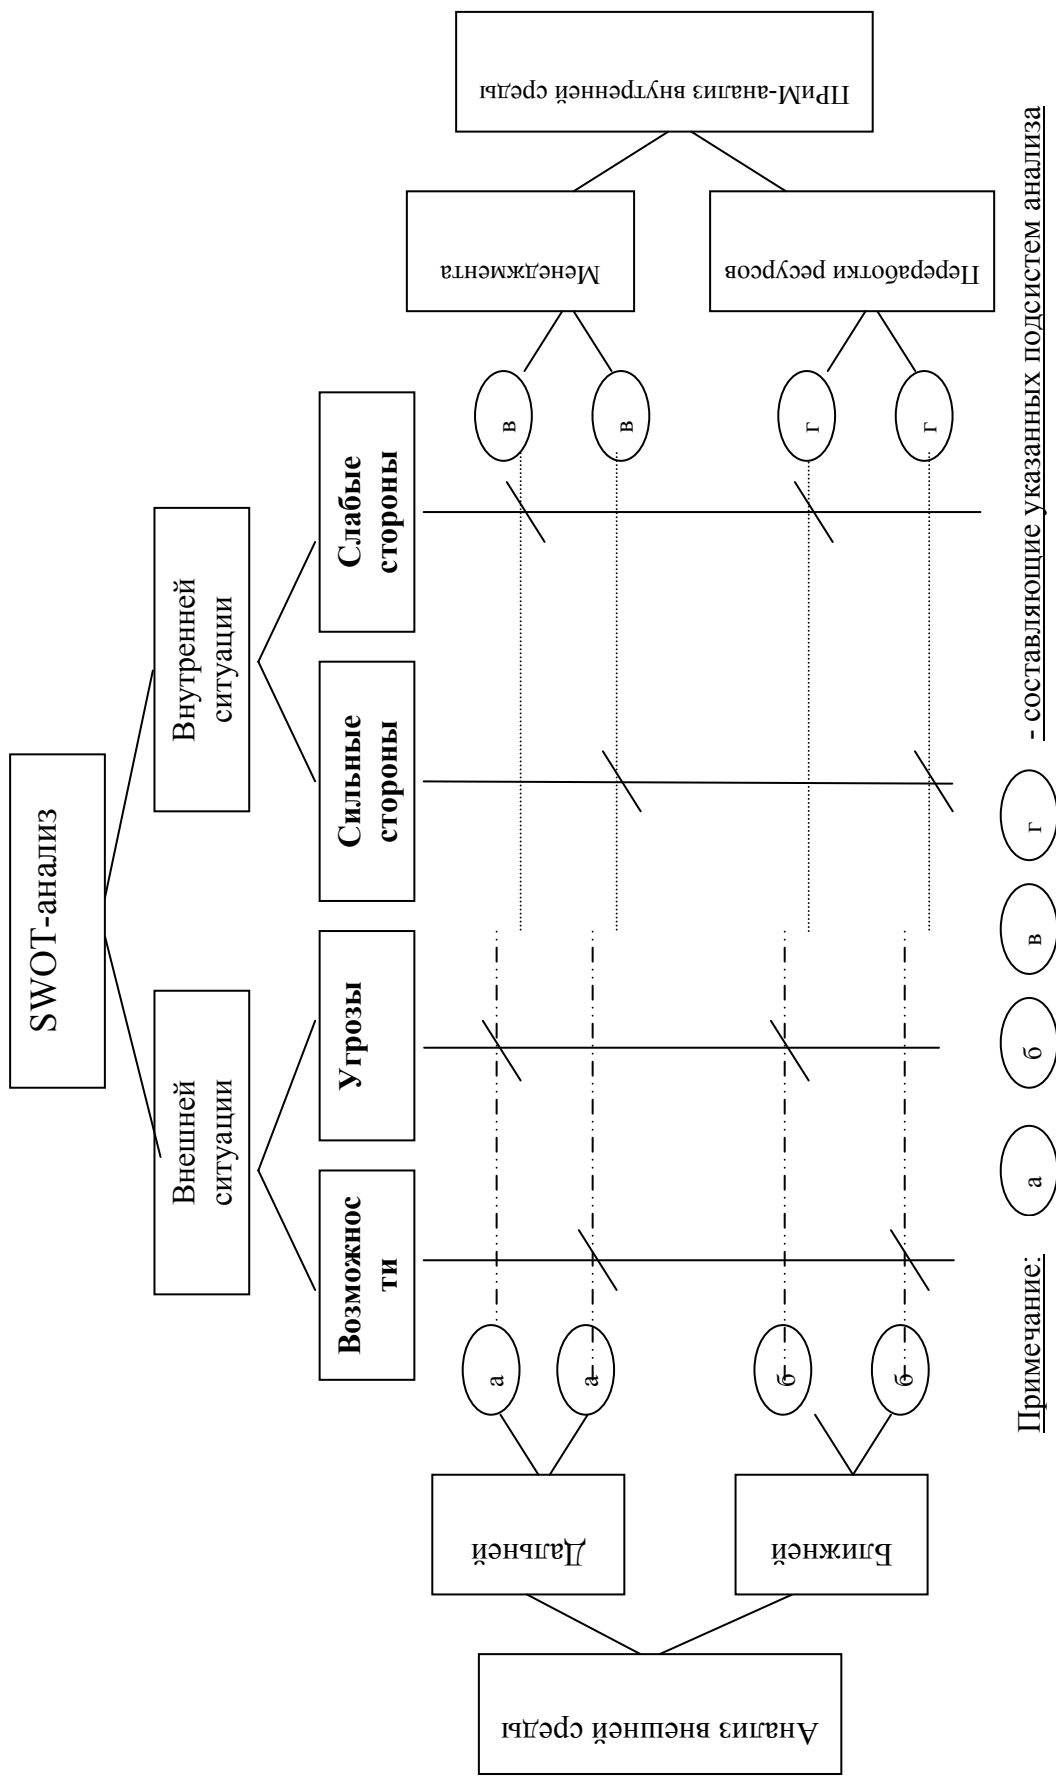 SWOT-анализ
Внешней
ситуации
Внутренней
ситуации
Возможнос
ти
Угрозы
Сильные
стороны
Слабые
стороны
Анализ внешней среды
Дальней
Ближней
а
а
б
б
в
в
г
г
Менеджмента
Переработки ресурсов
ПРиМ-анализ внутренней среды
Примечание: а б в г - составляющие указанных подсистем анализа